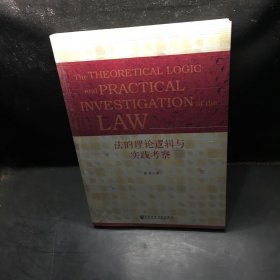 The THEORETICAL LOGIC
and PRACTICAL
INVESTIGATION of the
LAW
法的理论逻辑与
实践考察